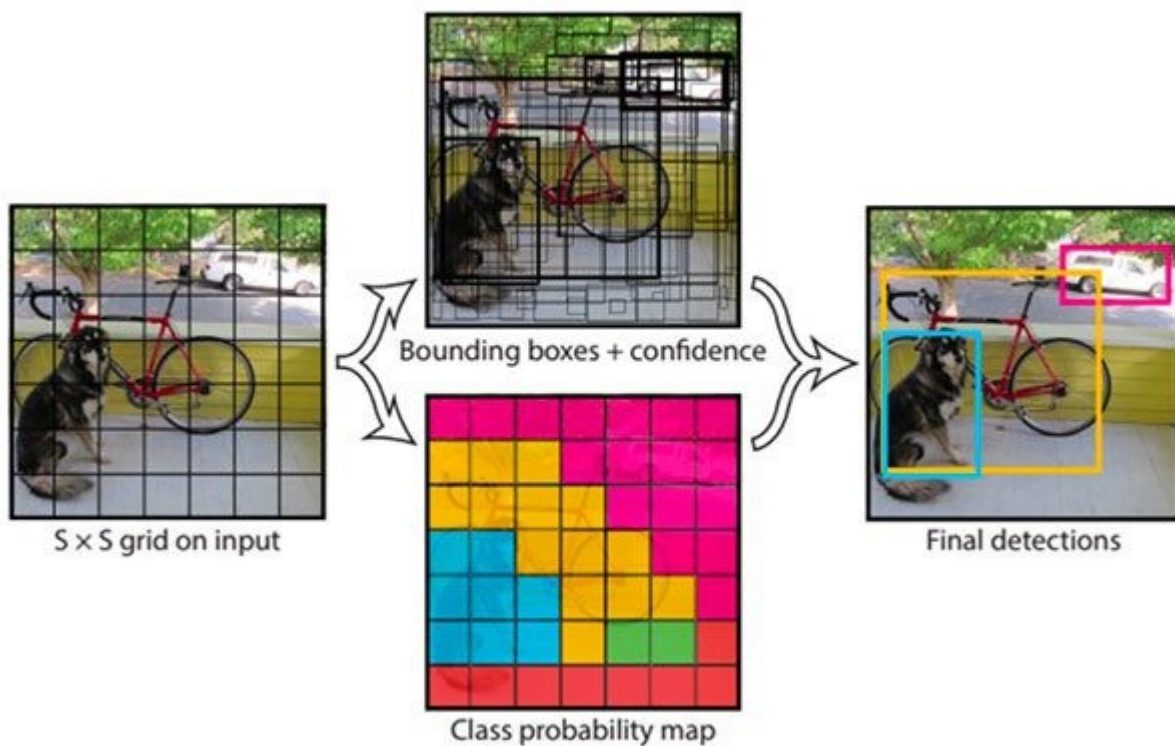 S × S grid on input
Bounding boxes + confidence
Class probability map
Final detections